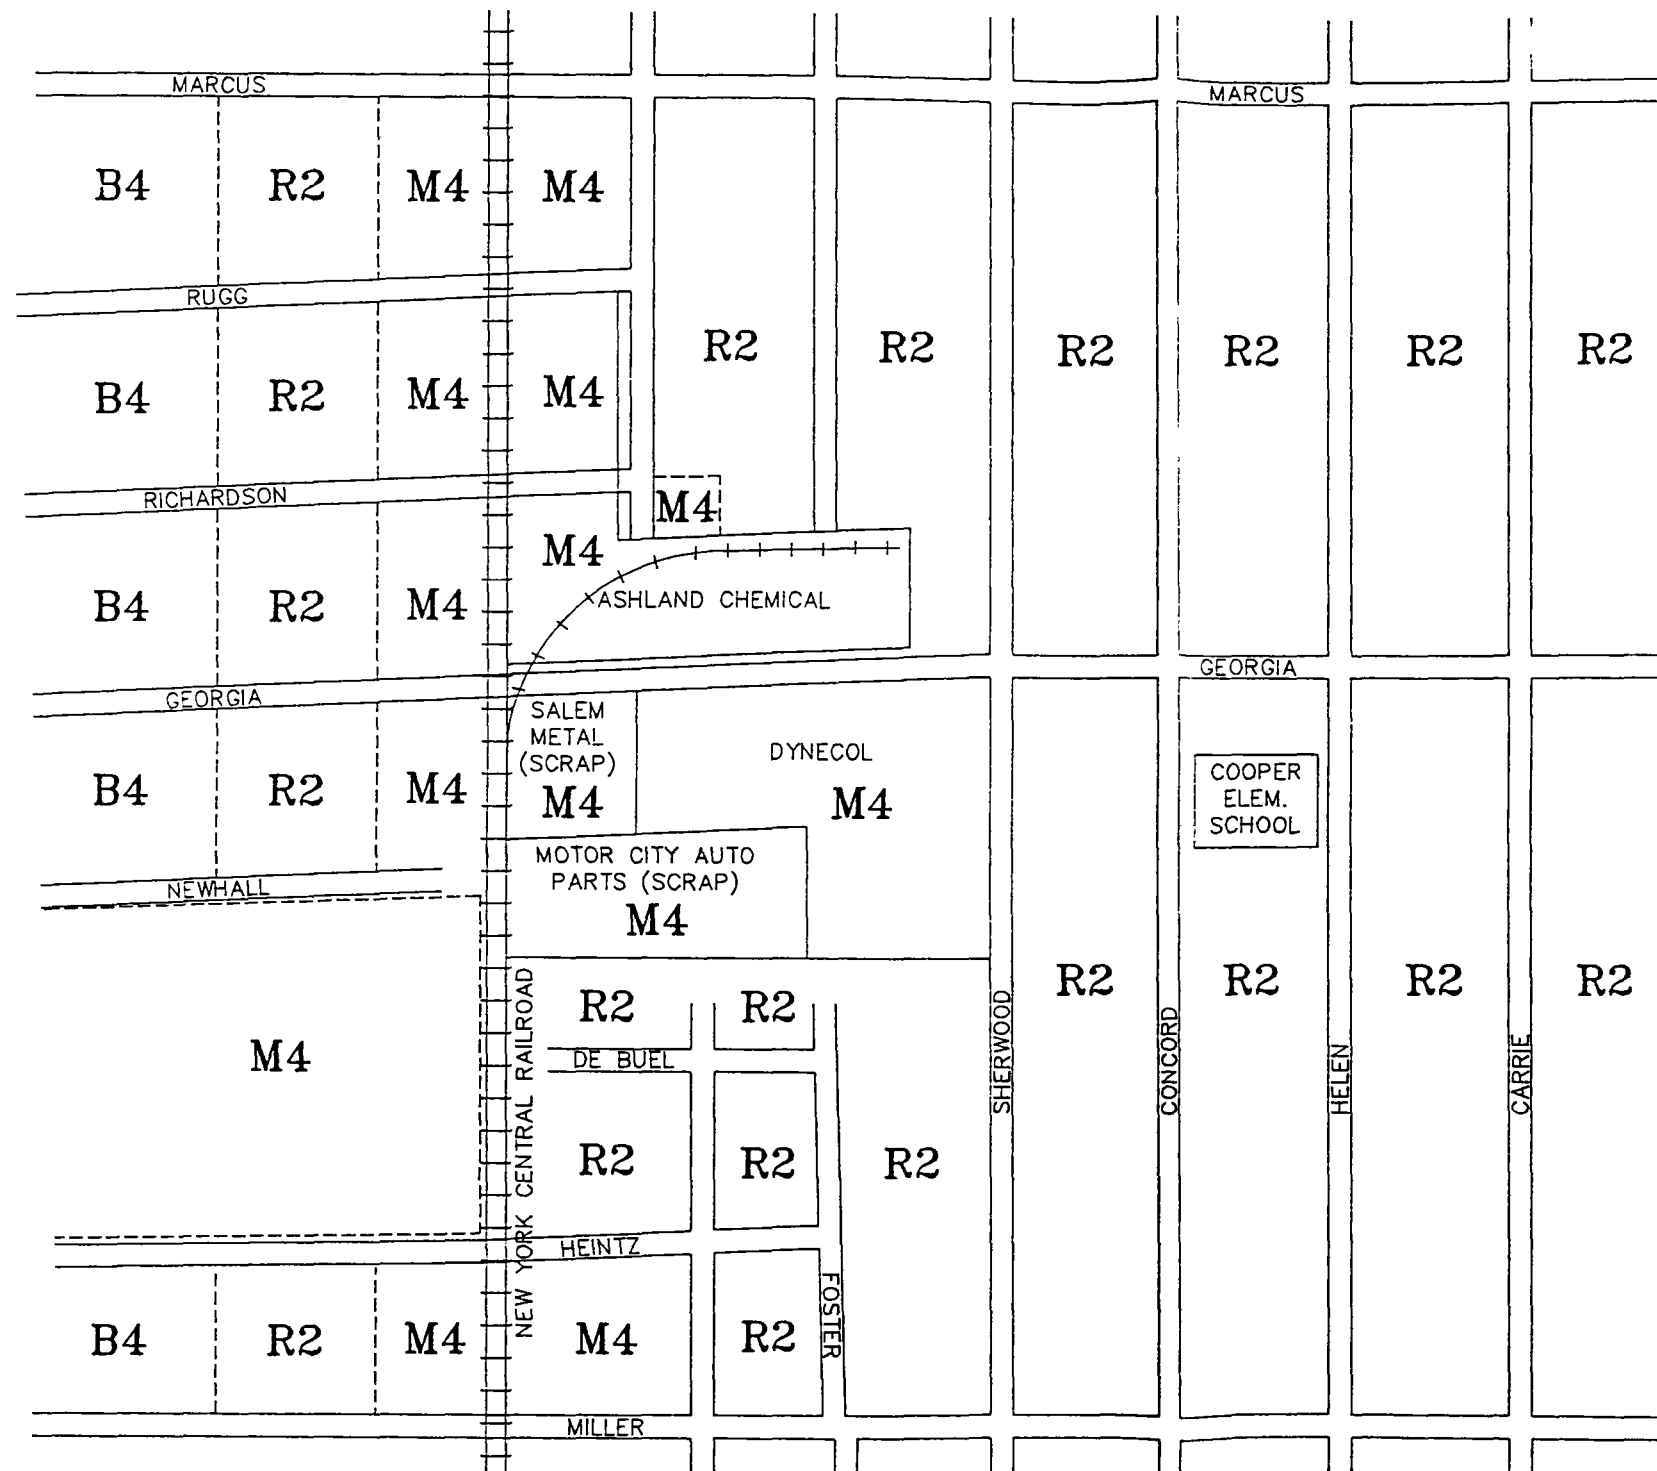 MARCUS
MARCUS
B4 R2 M4 M4
RUGG
R2 R2 R2 R2 R2 R2
B4 R2 M4 M4
RICHARDSON
M4
M4
ASHLAND CHEMICAL
B4 R2 M4
GEORGIA
GEORGIA
SALEM
METAL
(SCRAP)
M4
DYNECOL
M4
COOPER
ELEM.
SCHOOL
B4 R2 M4
MOTOR CITY AUTO
PARTS (SCRAP)
M4
NEWHALL
R2 R2 R2 R2
R2 R2
DE BUEL
M4
NEW YORK CENTRAL RAILROAD
SHERWOOD
CONCORD
HELEN
CARRIE
R2 R2 R2
HEINTZ
FOSTER
B4 R2 M4 M4 R2
MILLER